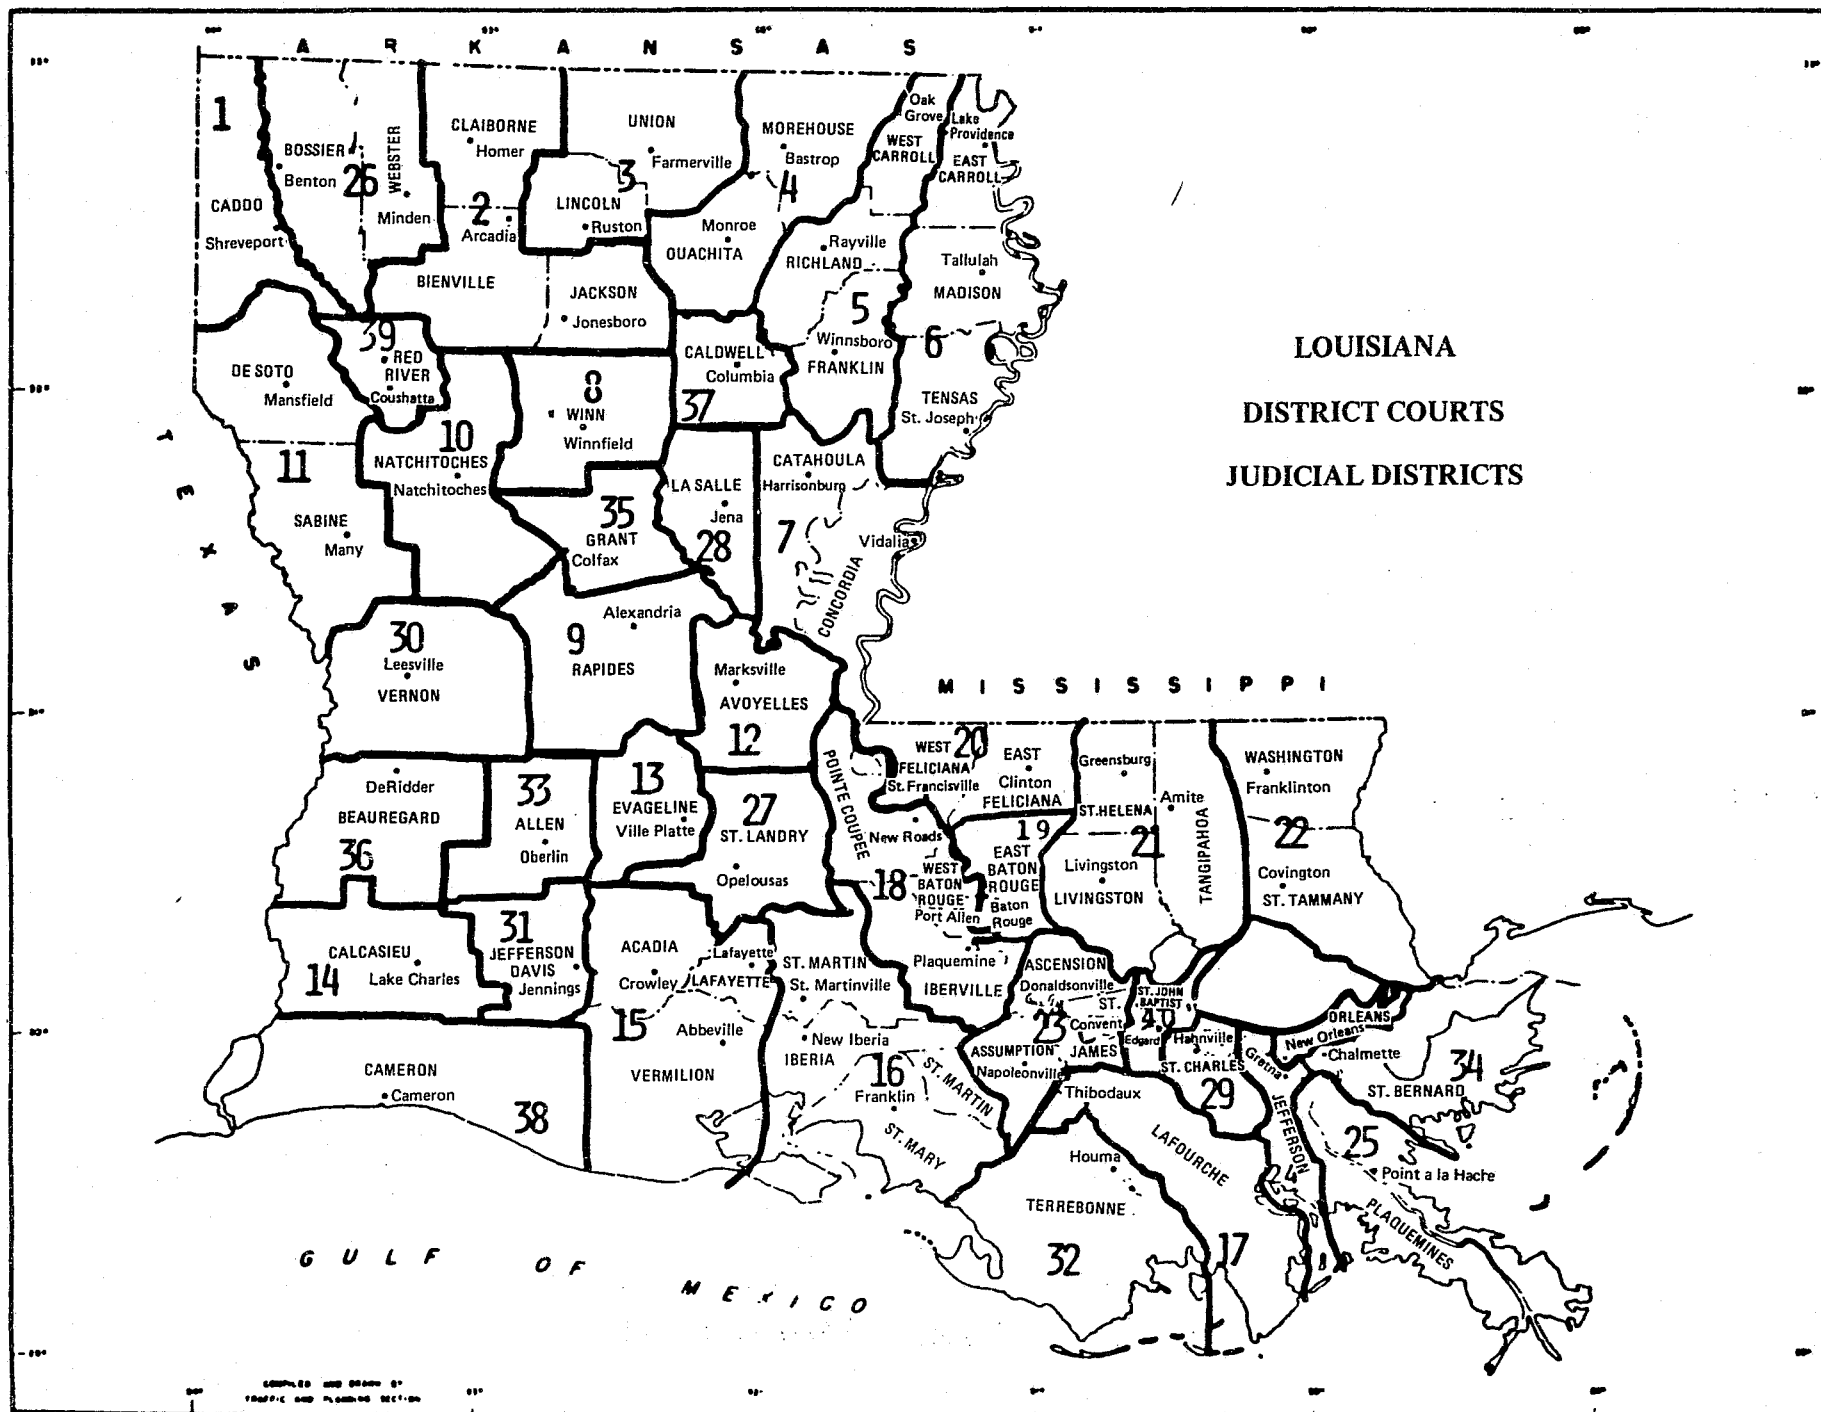 A R K A N S A S
1
CADDO
Shreveport
BOSSIER
Benton
26
WEBSTER
Minden
CLAIBORNE
Homer
2
Arcadia
BIENVILLE
UNION
Farmerville
3
LINCOLN
Ruston
JACKSON
Jonesboro
MOREHOUSE
Bastrop
4
Monroe
OUACHITA
Oak
Grove
WEST
CARROLL
Lake
Providence
EAST
CARROLL
Rayville
RICHLAND
5
Winnsboro
FRANKLIN
Tallulah
MADISON
6
TENSAS
St. Joseph
LOUISIANA
DISTRICT COURTS
JUDICIAL DISTRICTS
39
RED
RIVER
Coushatta
DE SOTO
Mansfield
11
SABINE
Many
T E X A S
10
NATCHITOCHES
Natchitoches
8
WINN
Winnfield
CALDWELL
Columbia
37
LA SALLE
Jena
28
CATAHOULA
Harrisonburg
7
Vidalia
CONCORDIA
35
GRANT
Colfax
Alexandria
9
RAPIDES
30
Leesville
VERNON
Marksville
AVOYELLES
12
M I S S I S S I P P I
DeRidder
BEAUREGARD
36
33
ALLEN
Oberlin
13
EVAGELINE
Ville Platte
27
ST. LANDRY
Opelousas
POINTE COUPEE
New Roads
WEST
FELICIANA
St. Francisville
20
EAST
Clinton
FELICIANA
Greensburg
ST. HELENA
Amite
TANGIPAHOA
21
Livingston
LIVINGSTON
WASHINGTON
Franklinton
22
Covington
ST. TAMMANY
19
EAST
BATON
ROUGE
Baton
Rouge
18
WEST
BATON
ROUGE
Port Allen
Plaquemine
IBERVILLE
CALCASIEU
Lake Charles
14
31
JEFFERSON
DAVIS
Jennings
ACADIA
Crowley
15
Lafayette
LAFAYETTE
Abbeville
VERMILION
ST. MARTIN
St. Martinville
New Iberia
IBERIA
16
Franklin
ST. MARTIN
ST. MARY
CAMERON
Cameron
38
ASCENSION
Donaldsonville
23
ST.
JAMES
Convent
ASSUMPTION
Napoleonville
ST. JOHN
BAPTIST
40
Edgard
Hahnville
ST. CHARLES
29
Gretna
JEFFERSON
24
ORLEANS
New Orleans
Chalmette
34
ST. BERNARD
25
Point a la Hache
PLAQUEMINES
Thibodaux
LAFOURCHE
17
Houma
TERREBONNE
32
G U L F O F M E X I C O
COMPILED AND DRAWN BY
TRAFFIC AND PLANNING SECTION